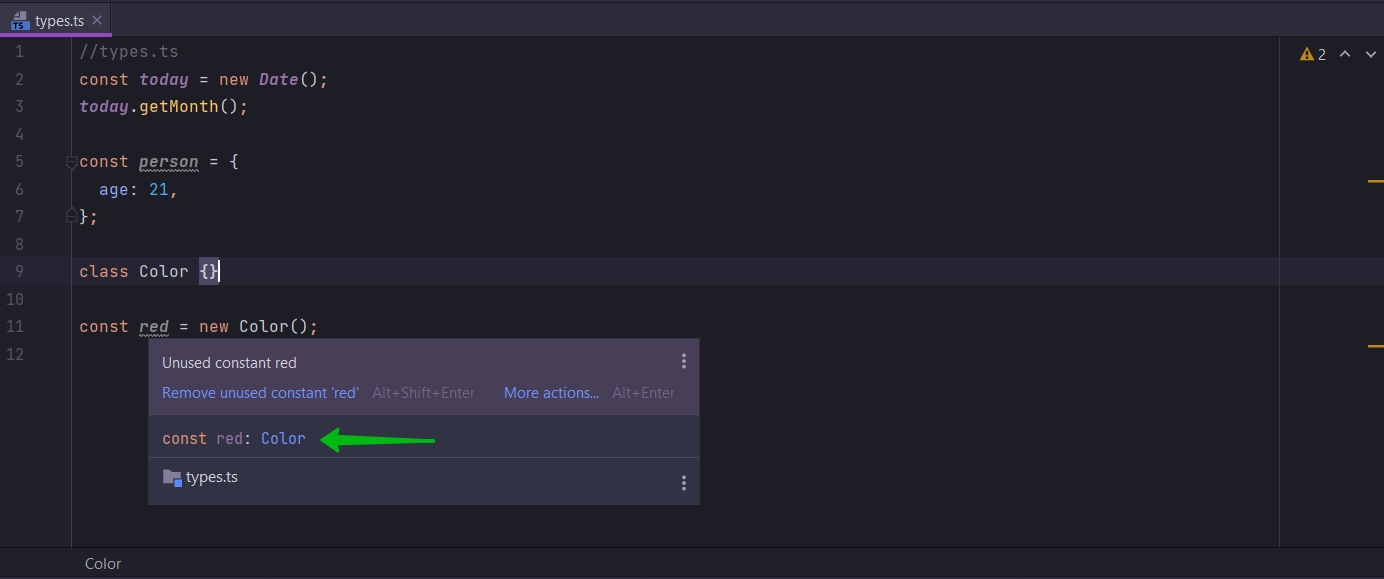 TS types.ts
2
1 //types.ts
2 const today = new Date();
3 today.getMonth();
4
5 const person = {
6 age: 21,
7 };
8
9 class Color {}
10
11 const red = new Color();
12
Unused constant red
Remove unused constant 'red' Alt+Shift+Enter More actions... Alt+Enter
const red: Color
types.ts
Color